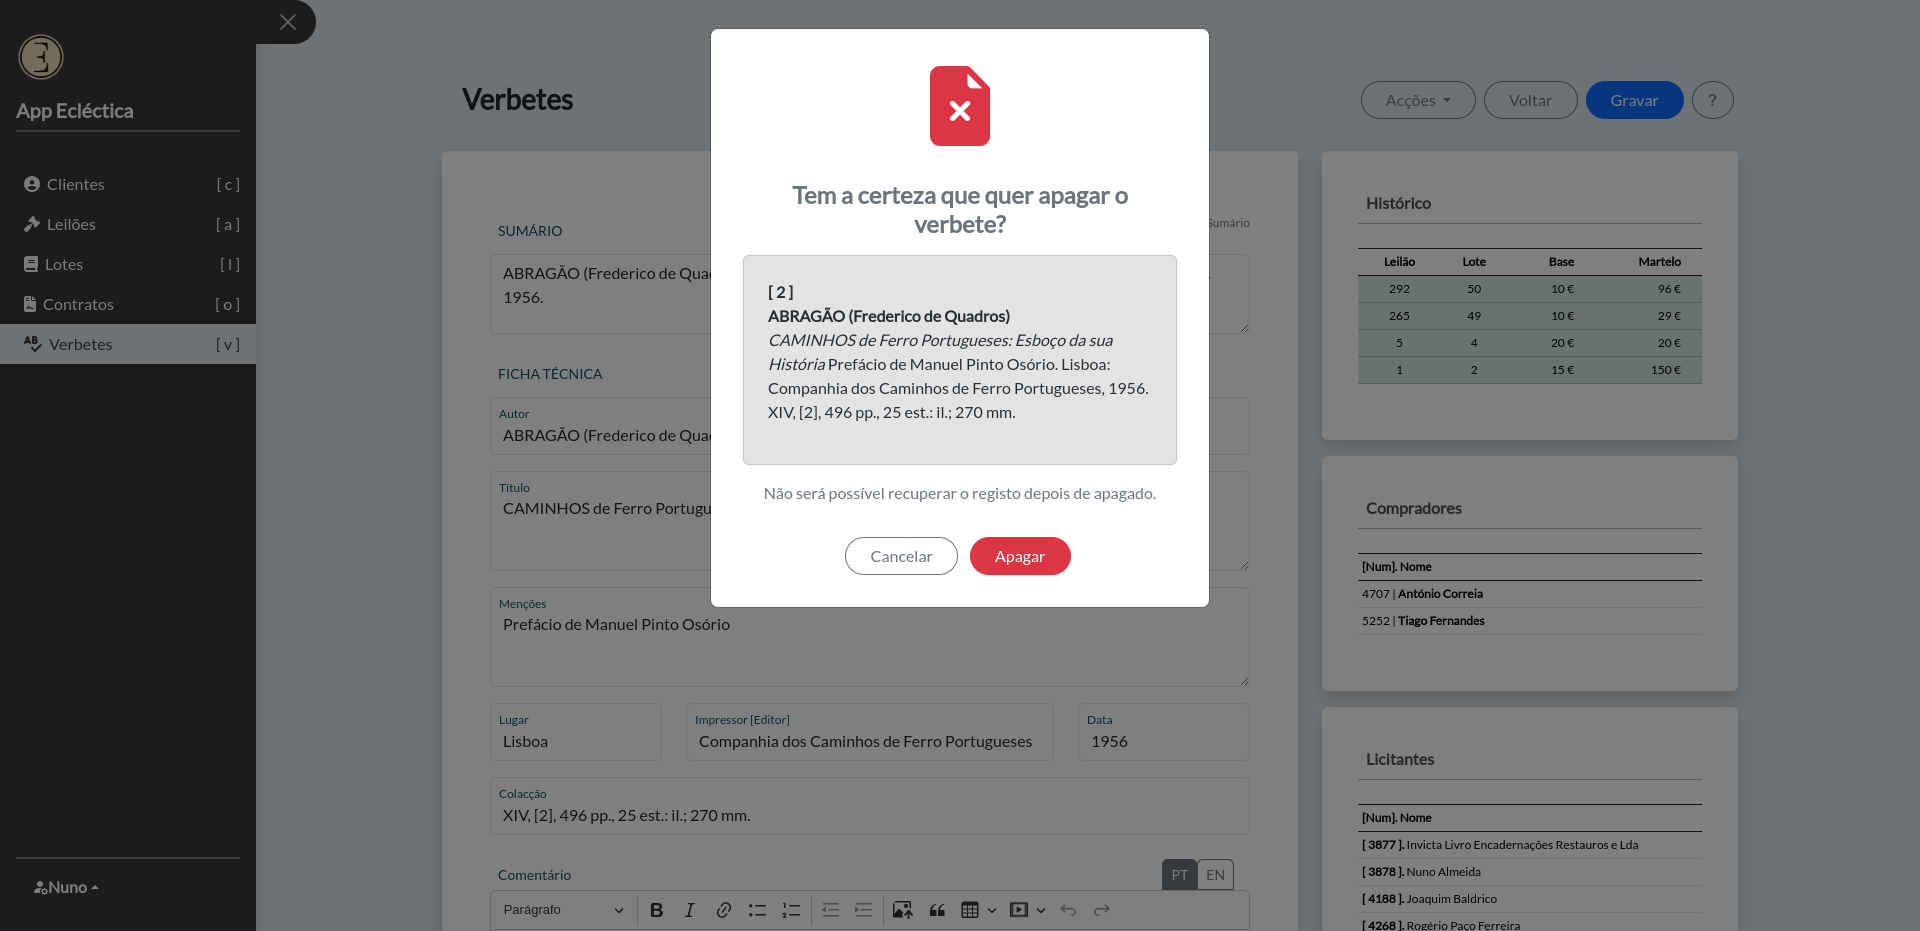 App Ecléctica
Clientes [ c ]
Leilões [ a ]
Lotes [ l ]
Contratos [ o ]
Verbetes [ v ]
Nuno
Verbetes
Acções
Voltar
Gravar
?
SUMÁRIO
Sumário
ABRAGÃO (Frederico de Quad
1956.
FICHA TÉCNICA
Autor
ABRAGÃO (Frederico de Quad
Título
CAMINHOS de Ferro Portugu
Menções
Prefácio de Manuel Pinto Osório
Lugar
Lisboa
Impressor [Editor]
Companhia dos Caminhos de Ferro Portugueses
Data
1956
Colacção
XIV, [2], 496 pp., 25 est.: il.; 270 mm.
Comentário
PT EN
Parágrafo
Tem a certeza que quer apagar o
verbete?
[ 2 ]
ABRAGÃO (Frederico de Quadros)
CAMINHOS de Ferro Portugueses: Esboço da sua
História Prefácio de Manuel Pinto Osório. Lisboa:
Companhia dos Caminhos de Ferro Portugueses, 1956.
XIV, [2], 496 pp., 25 est.: il.; 270 mm.
Não será possível recuperar o registo depois de apagado.
Cancelar
Apagar
Histórico
Leilão Lote Base Martelo
292 50 10 € 96 €
265 49 10 € 29 €
5 4 20 € 20 €
1 2 15 € 150 €
Compradores
[Num]. Nome
4707 | António Correia
5252 | Tiago Fernandes
Licitantes
[Num]. Nome
[ 3877 ]. Invicta Livro Encadernações Restauros e Lda
[ 3878 ]. Nuno Almeida
[ 4188 ]. Joaquim Baldrico
[ 4268 ]. Rogério Paço Ferreira